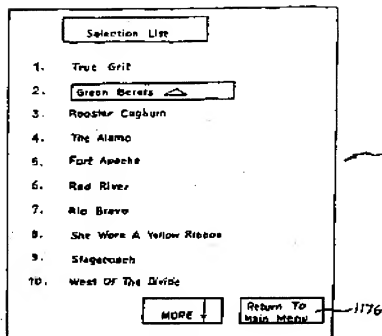 Selection List
1. True Grit
2. Green Berets
3. Rooster Cogburn
4. The Alamo
5. Fort Apache
6. Red River
7. Rio Bravo
8. She Wore A Yellow Ribbon
9. Stagecoach
10. West Of The Divide
MORE
Return To
Main Menu
1176